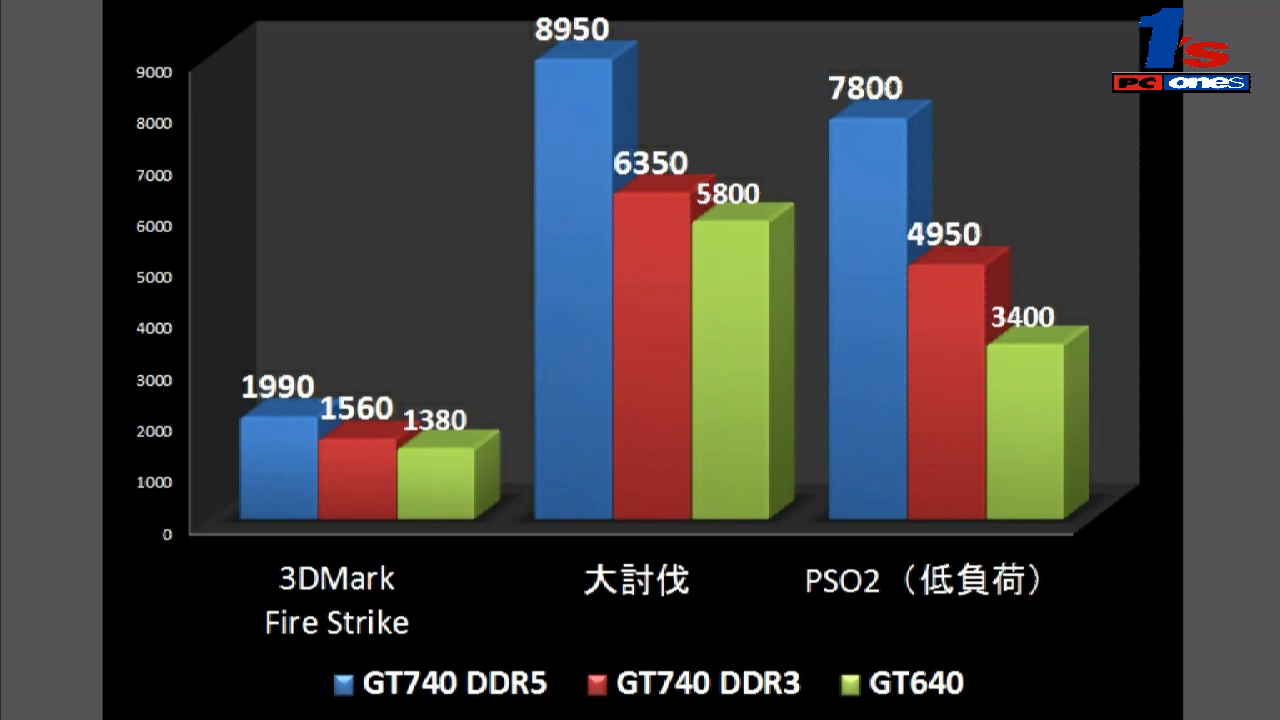 1's
PC ones
8950
7800
6350
5800
4950
3400
1990
1560
1380
9000
8000
7000
6000
5000
4000
3000
2000
1000
0
3DMark
Fire Strike
大討伐
PSO2（低負荷）
GT740 DDR5 GT740 DDR3 GT640